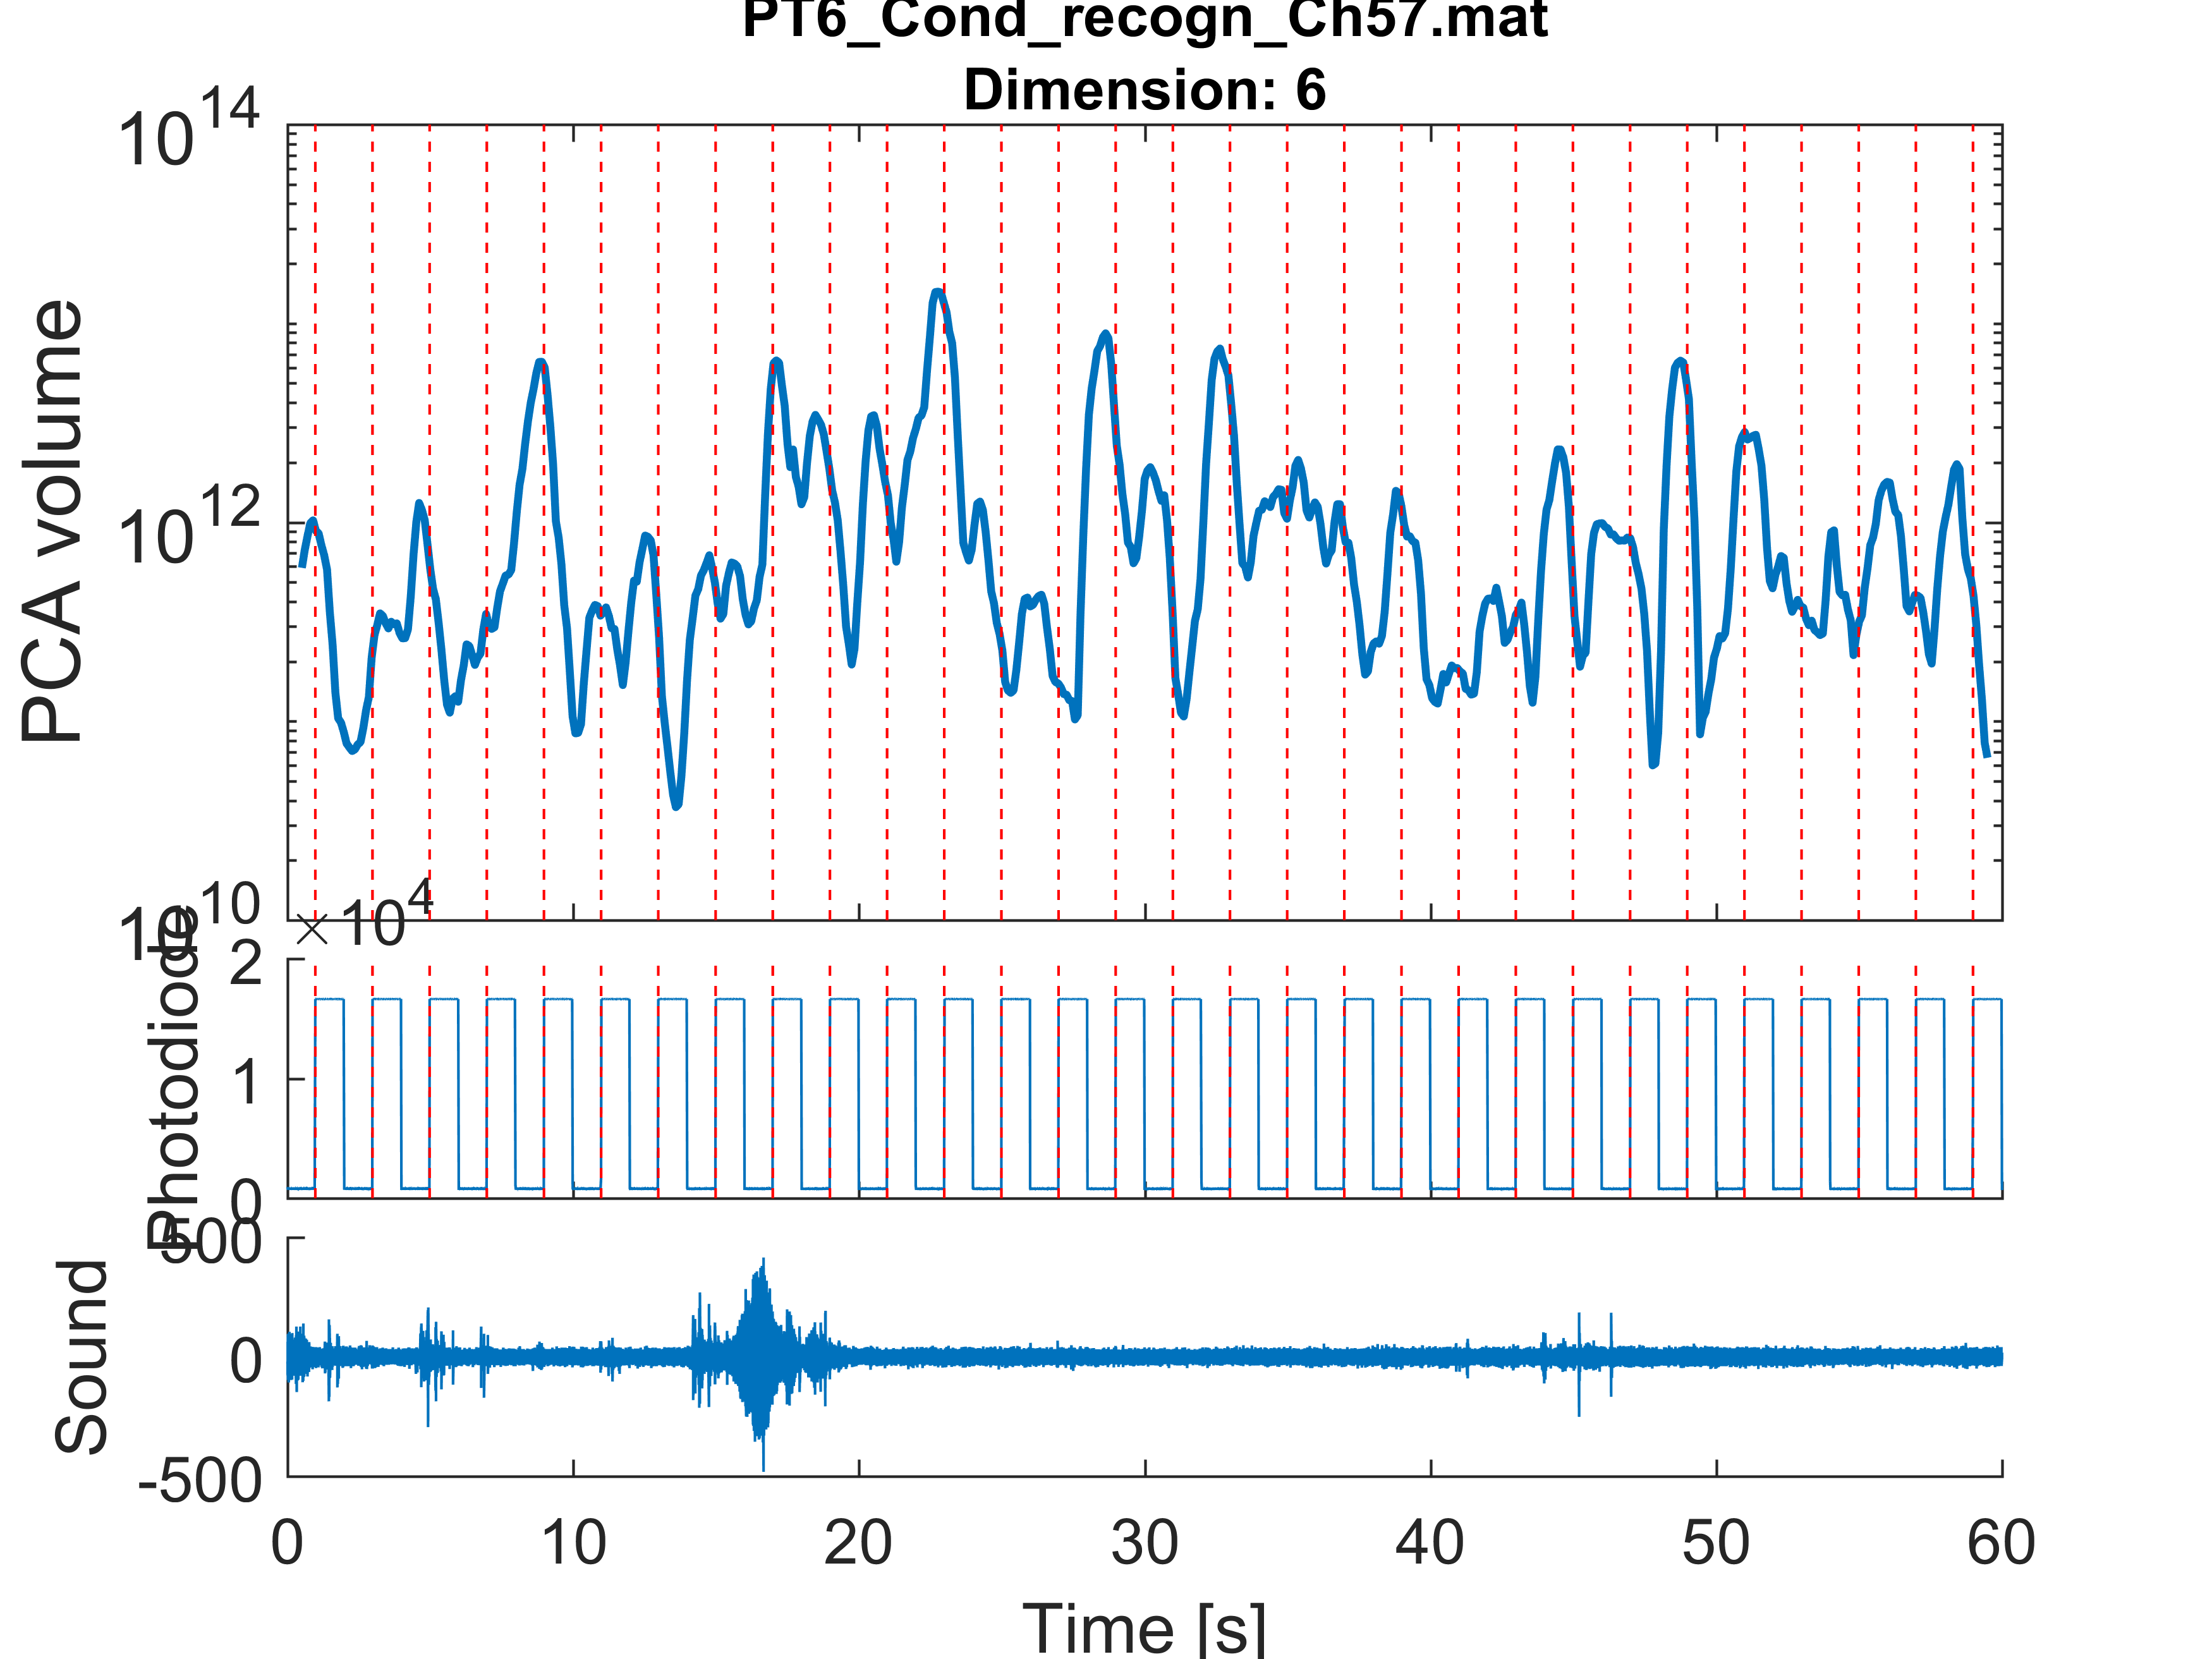 PT6_Cond_recogn_Ch57.mat
Dimension: 6
PCA volume
10^14
10^12
10^10
×10^4
Photodiode
2
1
0
Sound
500
0
-500
0 10 20 30 40 50 60
Time [s]